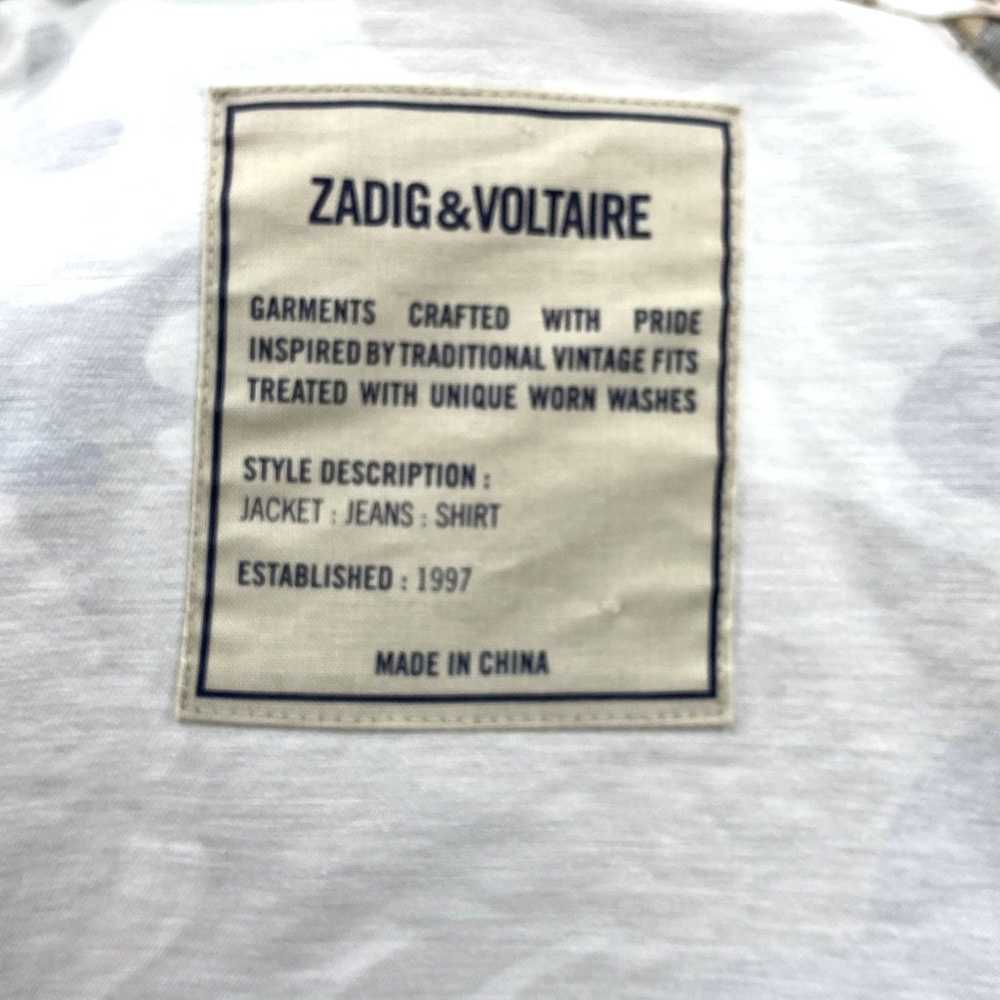 ZADIG&VOLTAIRE
GARMENTS CRAFTED WITH PRIDE
INSPIRED BY TRADITIONAL VINTAGE FITS
TREATED WITH UNIQUE WORN WASHES
STYLE DESCRIPTION :
JACKET : JEANS : SHIRT
ESTABLISHED : 1997
MADE IN CHINA